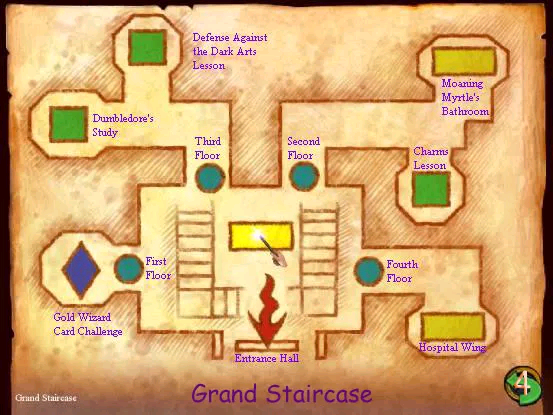 Defense Against
the Dark Arts
Lesson
Moaning
Myrtle's
Bathroom
Dumbledore's
Study
Third
Floor
Second
Floor
Charms
Lesson
First
Floor
Fourth
Floor
Gold Wizard
Card Challenge
Entrance Hall
Hospital Wing
Grand Staircase
Grand Staircase
4